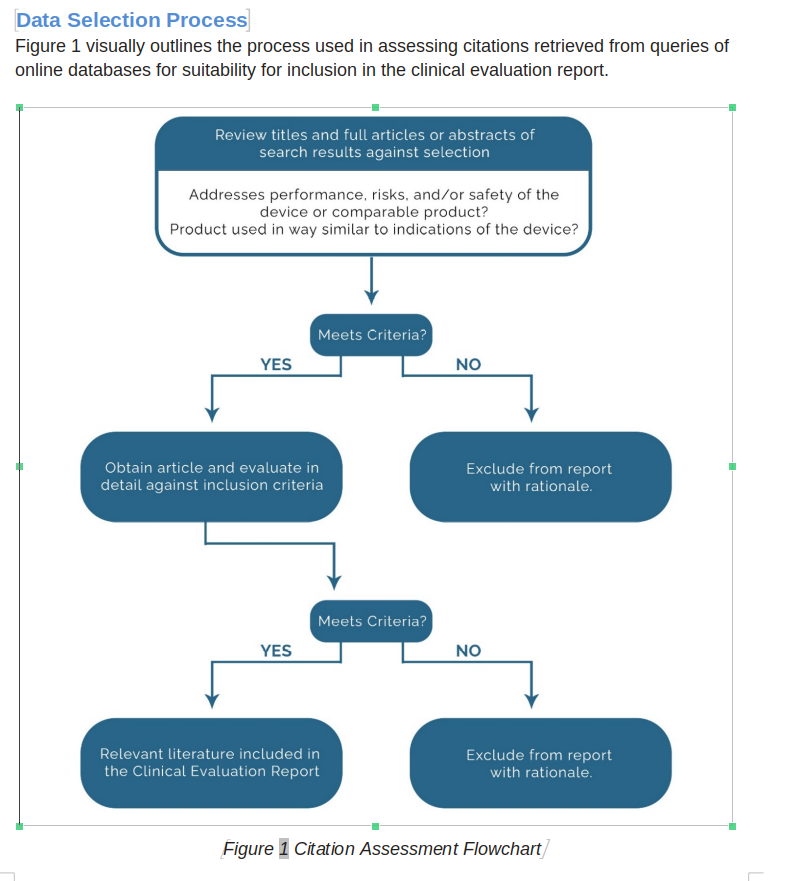 Data Selection Process
Figure 1 visually outlines the process used in assessing citations retrieved from queries of
online databases for suitability for inclusion in the clinical evaluation report.
Review titles and full articles or abstracts of
search results against selection
Addresses performance, risks, and/or safety of the
device or comparable product?
Product used in way similar to indications of the device?
Meets Criteria?
YES
NO
Obtain article and evaluate in
detail against inclusion criteria
Exclude from report
with rationale.
Meets Criteria?
YES
NO
Relevant literature included in
the Clinical Evaluation Report
Exclude from report
with rationale.
Figure 1 Citation Assessment Flowchart